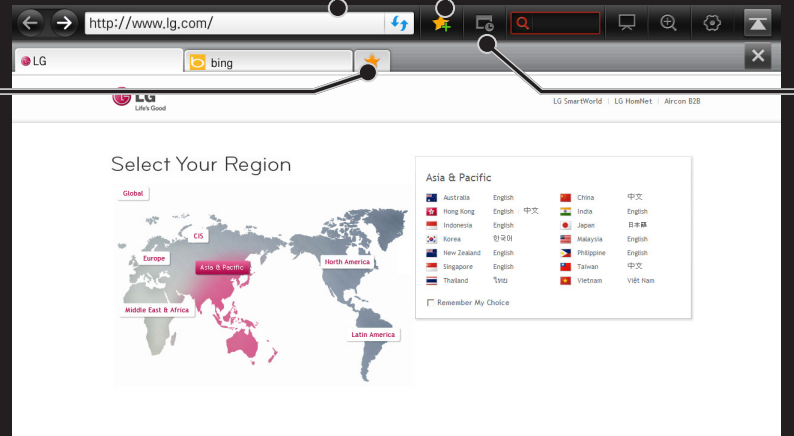 http://www.lg.com/
LG
bing
LG
Life's Good
LG SmartWorld | LG HomNet | Aircon B2B
Select Your Region
Global
CIS
Europe
Asia & Pacific
North America
Middle East & Africa
Latin America
Asia & Pacific
Australia English China 中文
Hong Kong English 中文 India English
Indonesia English Japan 日本語
Korea 한국어 Malaysia English
New Zealand English Philippine English
Singapore English Taiwan 中文
Thailand ไทย Vietnam Việt Nam
Remember My Choice